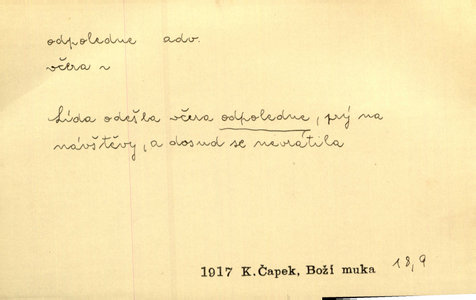 odpoledne adv.
včera ~
Lída odešla včera odpoledne, prý na
návštěvy, a dosud se nevrátila
1917 K.Čapek, Boží muka 18,9